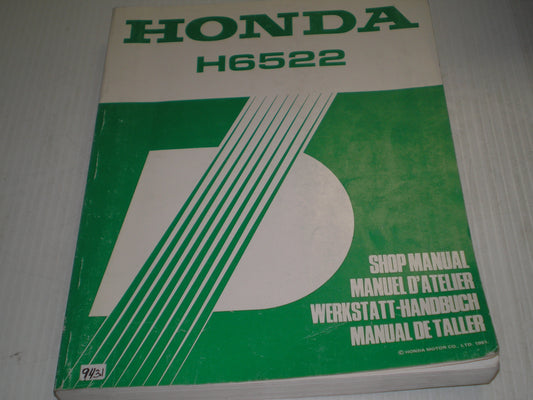 HONDA
H6522
SHOP MANUAL
MANUEL D'ATELIER
WERKSTATT-HANDBUCH
MANUAL DE TALLER
© HONDA MOTOR CO., LTD. 1991